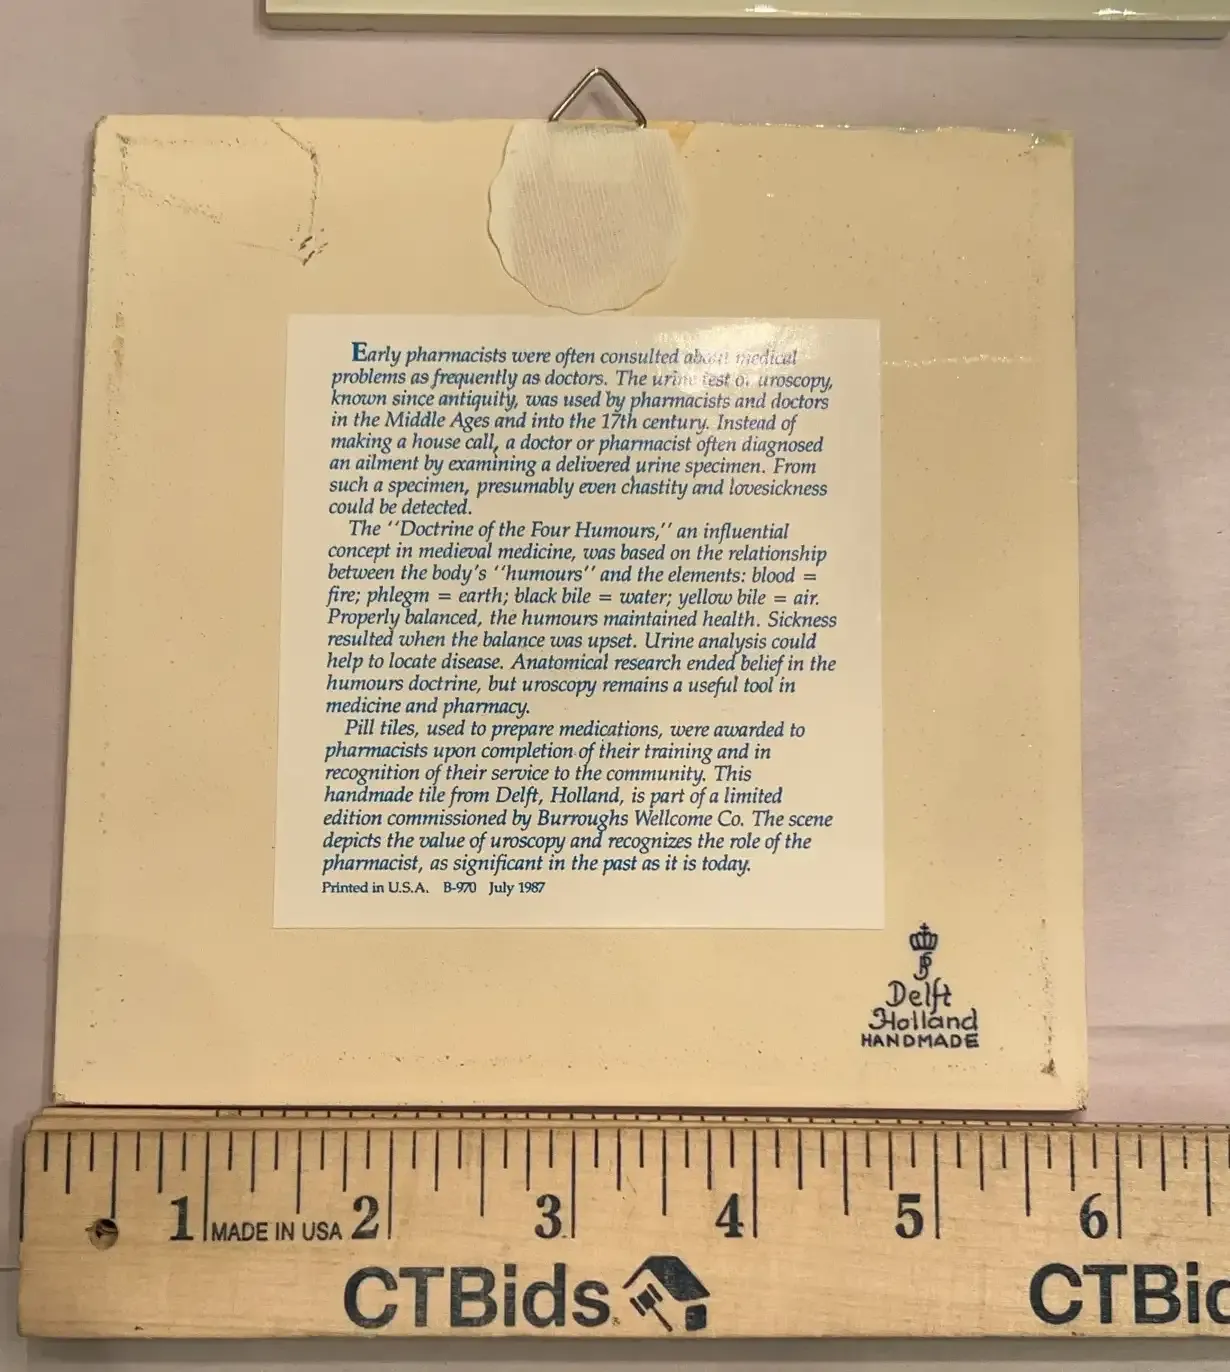 Early pharmacists were often consulted about medical
problems as frequently as doctors. The urine test or uroscopy,
known since antiquity, was used by pharmacists and doctors
in the Middle Ages and into the 17th century. Instead of
making a house call, a doctor or pharmacist often diagnosed
an ailment by examining a delivered urine specimen. From
such a specimen, presumably even chastity and lovesickness
could be detected.
The ‘‘Doctrine of the Four Humours,’’ an influential
concept in medieval medicine, was based on the relationship
between the body's ‘‘humours’’ and the elements: blood =
fire; phlegm = earth; black bile = water; yellow bile = air.
Properly balanced, the humours maintained health. Sickness
resulted when the balance was upset. Urine analysis could
help to locate disease. Anatomical research ended belief in the
humours doctrine, but uroscopy remains a useful tool in
medicine and pharmacy.
Pill tiles, used to prepare medications, were awarded to
pharmacists upon completion of their training and in
recognition of their service to the community. This
handmade tile from Delft, Holland, is part of a limited
edition commissioned by Burroughs Wellcome Co. The scene
depicts the value of uroscopy and recognizes the role of the
pharmacist, as significant in the past as it is today.
Printed in U.S.A. B-970 July 1987
Delft
Holland
HANDMADE
1 MADE IN USA 2 3 4 5 6
CTBids CTBid